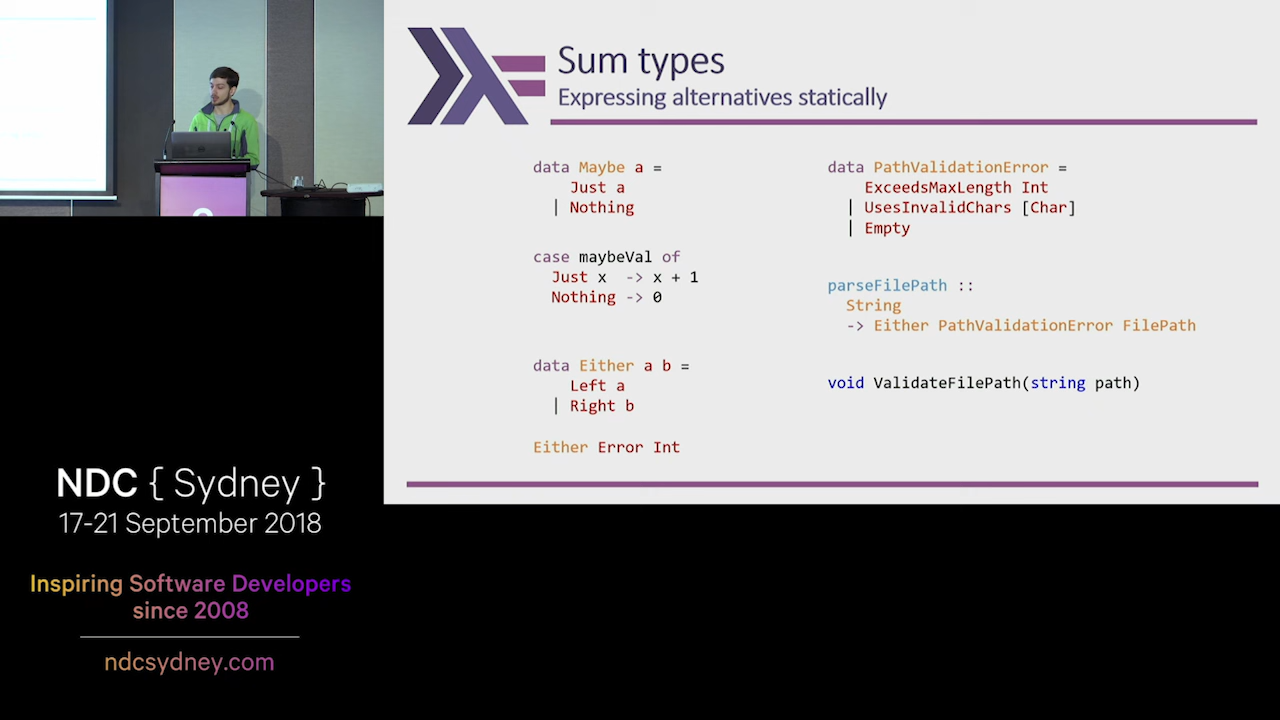 Sum types
Expressing alternatives statically
data Maybe a =
Just a
| Nothing
case maybeVal of
Just x -> x + 1
Nothing -> 0
data Either a b =
Left a
| Right b
Either Error Int
data PathValidationError =
ExceedsMaxLength Int
| UsesInvalidChars [Char]
| Empty
parseFilePath ::
String
-> Either PathValidationError FilePath
void ValidateFilePath(string path)
NDC { Sydney }
17-21 September 2018
Inspiring Software Developers
since 2008
ndcsydney.com